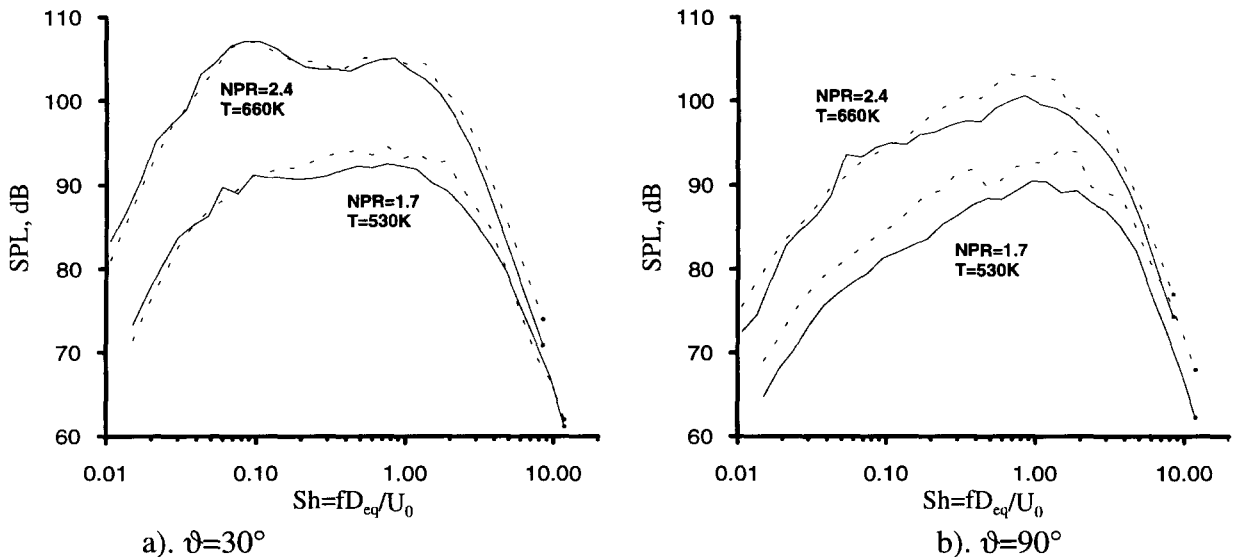 110
100
90
80
70
60
SPL, dB
NPR=2.4
T=660K
NPR=1.7
T=530K
0.01 0.10 1.00 10.00
Sh=fD_eq/U_0
a). ϑ=30°
110
100
90
80
70
60
SPL, dB
NPR=2.4
T=660K
NPR=1.7
T=530K
0.01 0.10 1.00 10.00
Sh=fD_eq/U_0
b). ϑ=90°